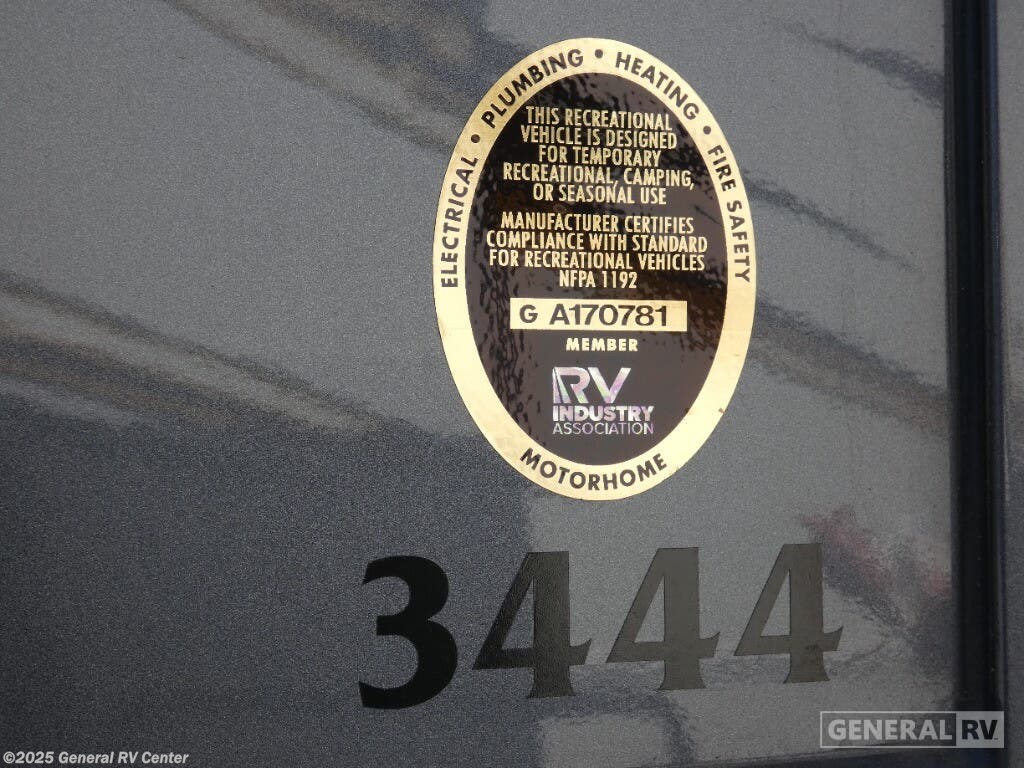 ELECTRICAL • PLUMBING • HEATING • FIRE SAFETY
THIS RECREATIONAL
VEHICLE IS DESIGNED
FOR TEMPORARY
RECREATIONAL, CAMPING,
OR SEASONAL USE
MANUFACTURER CERTIFIES
COMPLIANCE WITH STANDARD
FOR RECREATIONAL VEHICLES
NFPA 1192
G A170781
MEMBER
RV
INDUSTRY
ASSOCIATION
MOTORHOME
3444
GENERAL RV
©2025 General RV Center